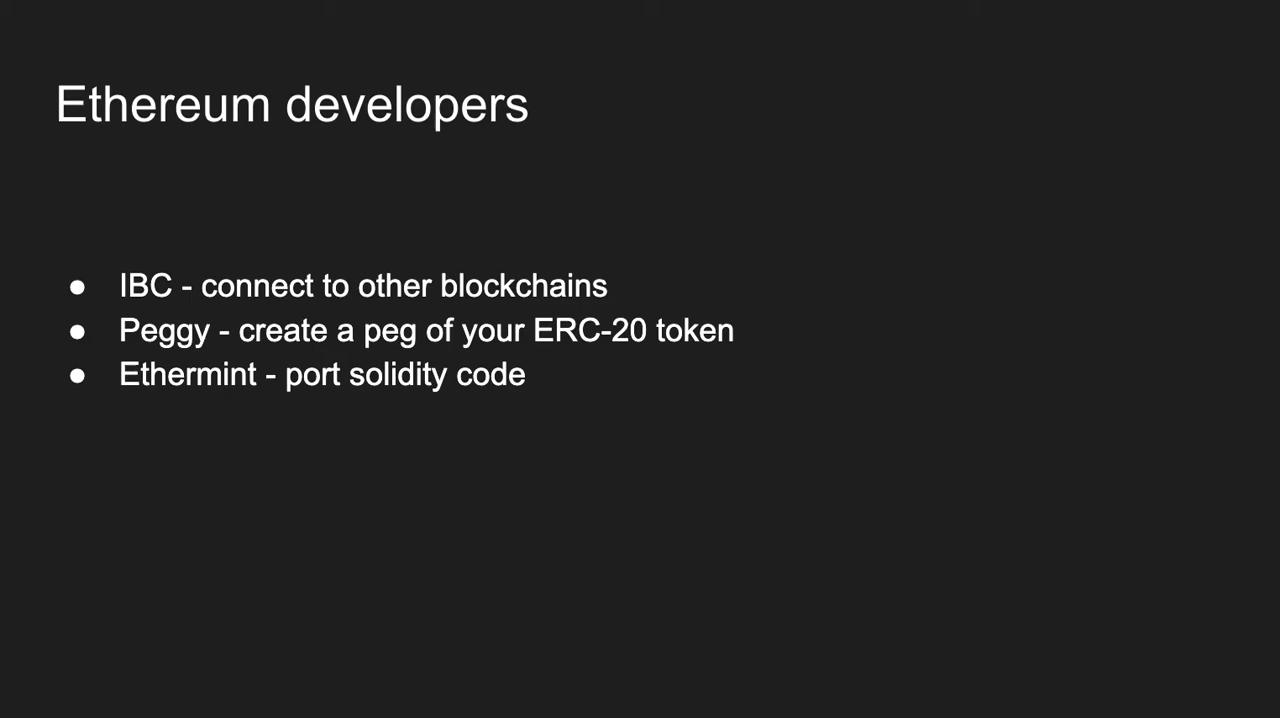 Ethereum developers
● IBC - connect to other blockchains
● Peggy - create a peg of your ERC-20 token
● Ethermint - port solidity code